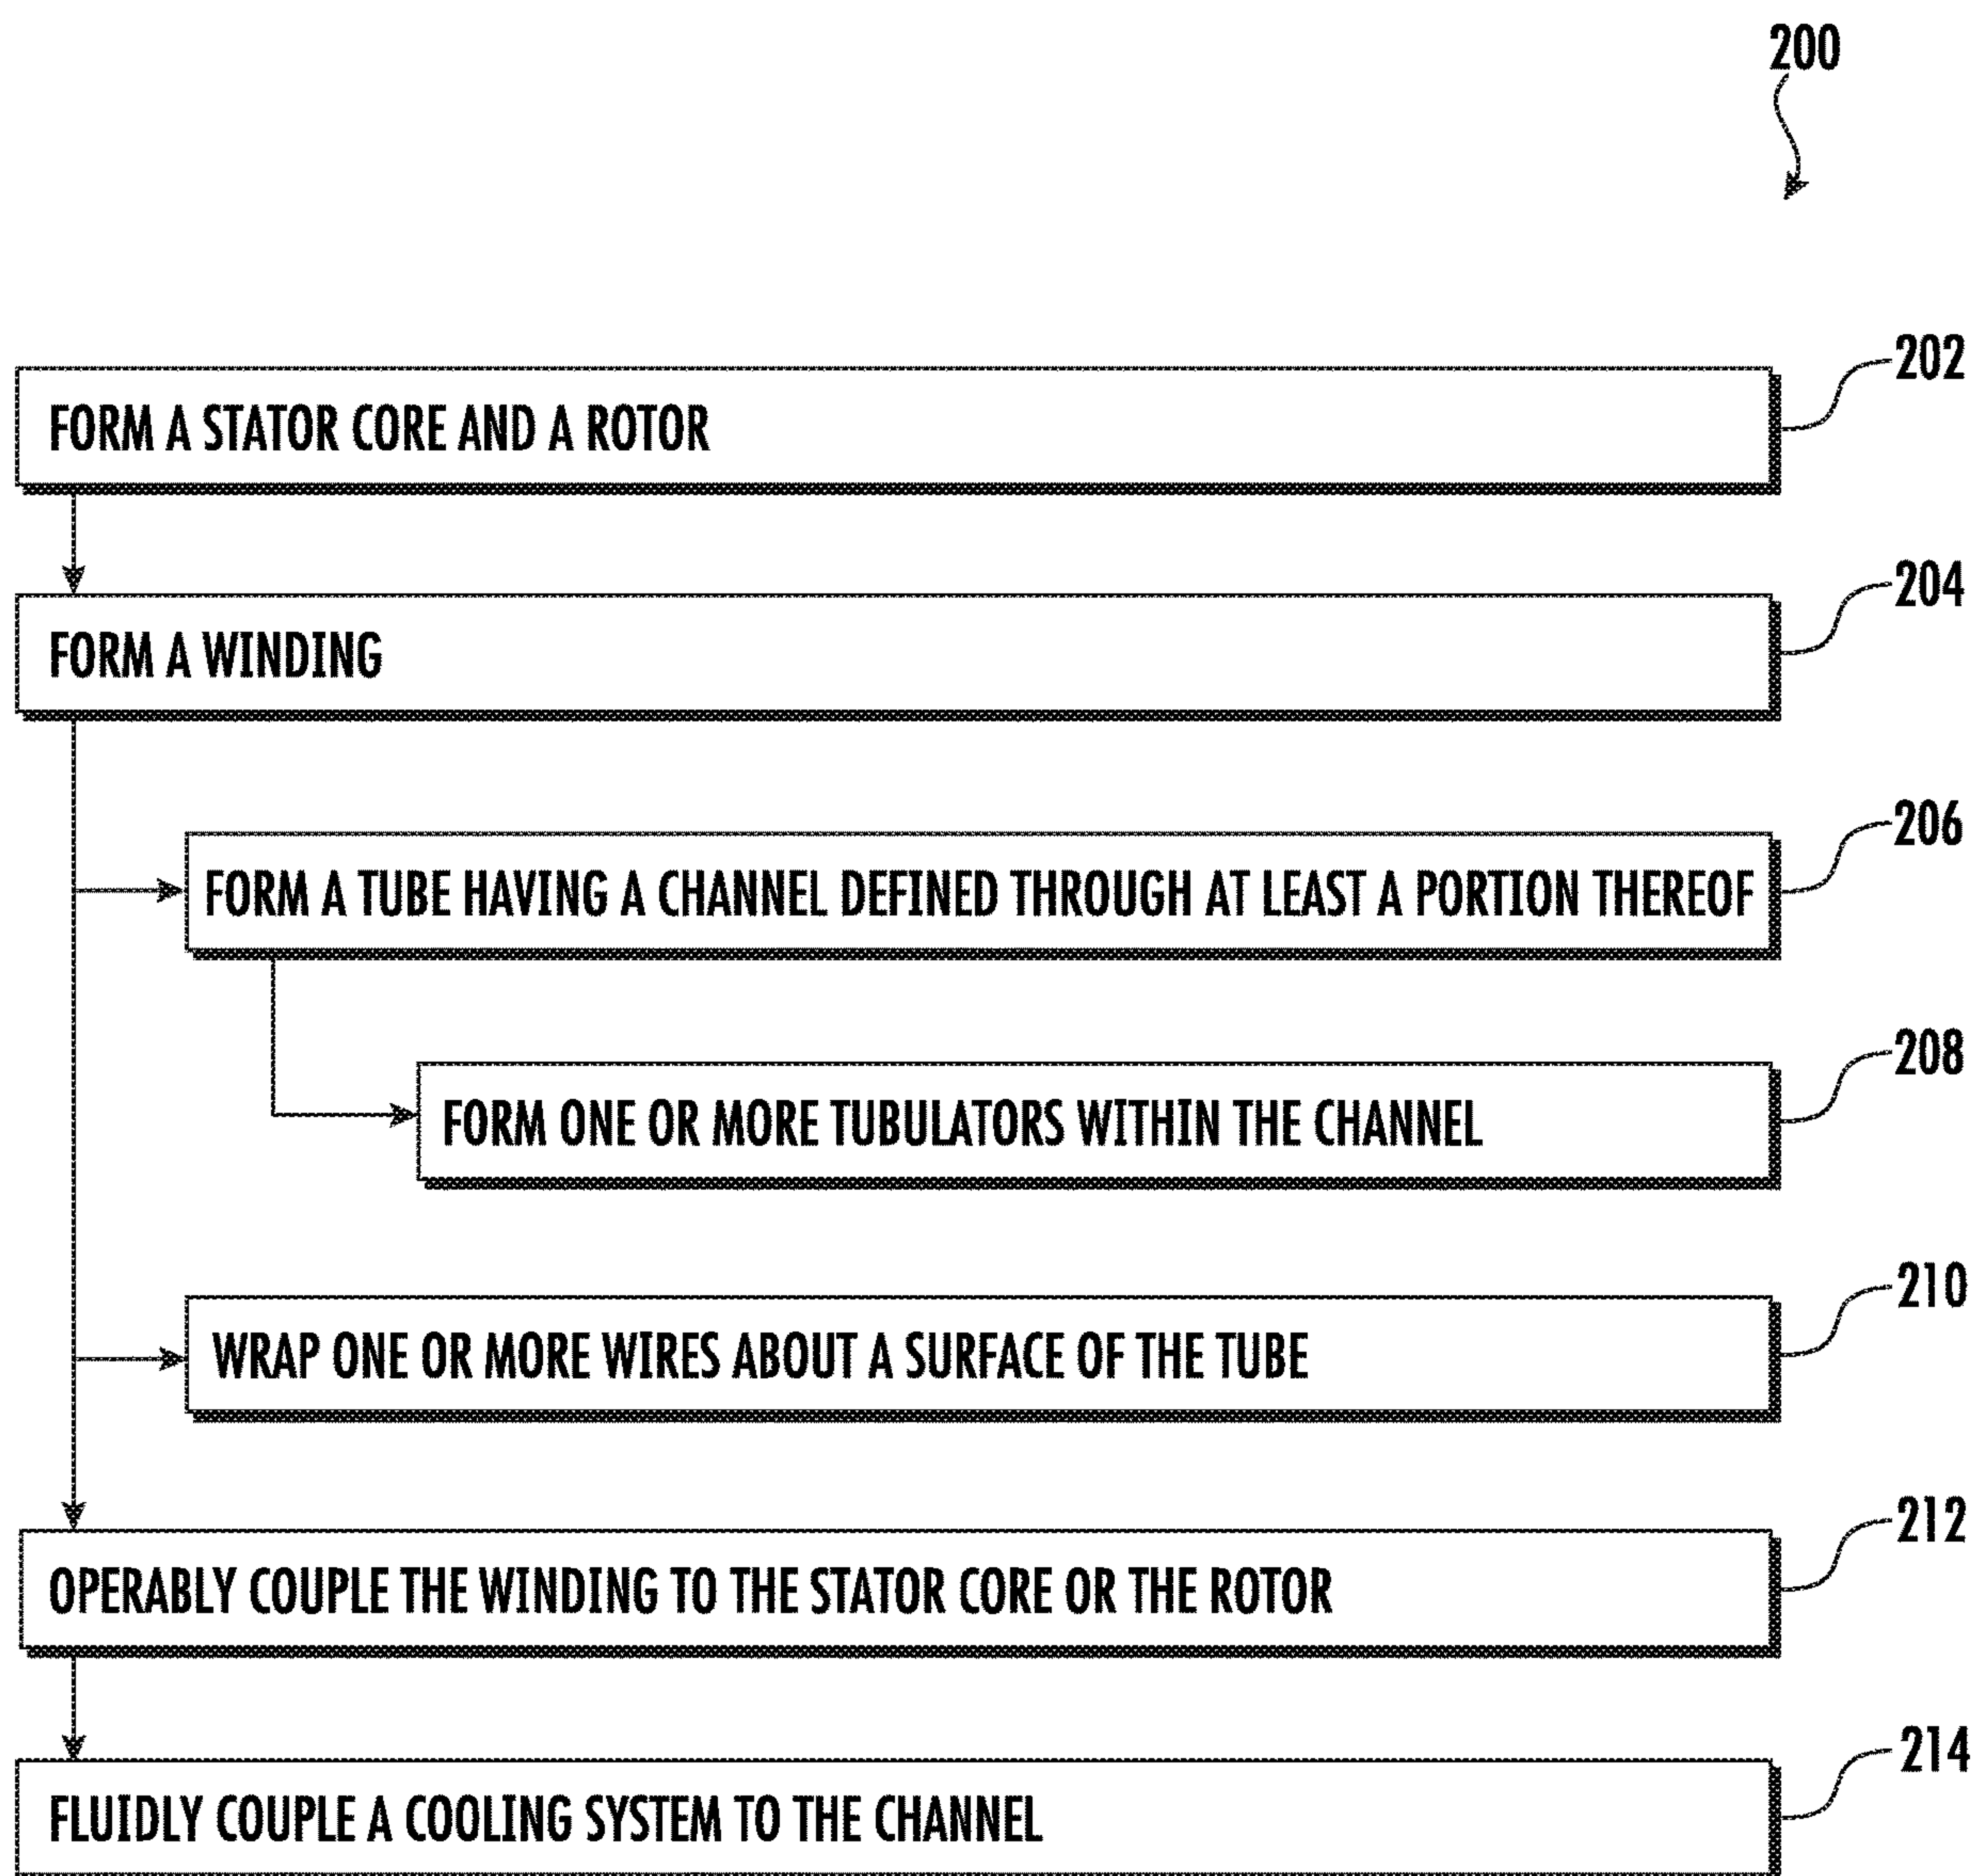 200
202
FORM A STATOR CORE AND A ROTOR
204
FORM A WINDING
206
FORM A TUBE HAVING A CHANNEL DEFINED THROUGH AT LEAST A PORTION THEREOF
208
FORM ONE OR MORE TUBULATORS WITHIN THE CHANNEL
210
WRAP ONE OR MORE WIRES ABOUT A SURFACE OF THE TUBE
212
OPERABLY COUPLE THE WINDING TO THE STATOR CORE OR THE ROTOR
214
FLUIDLY COUPLE A COOLING SYSTEM TO THE CHANNEL